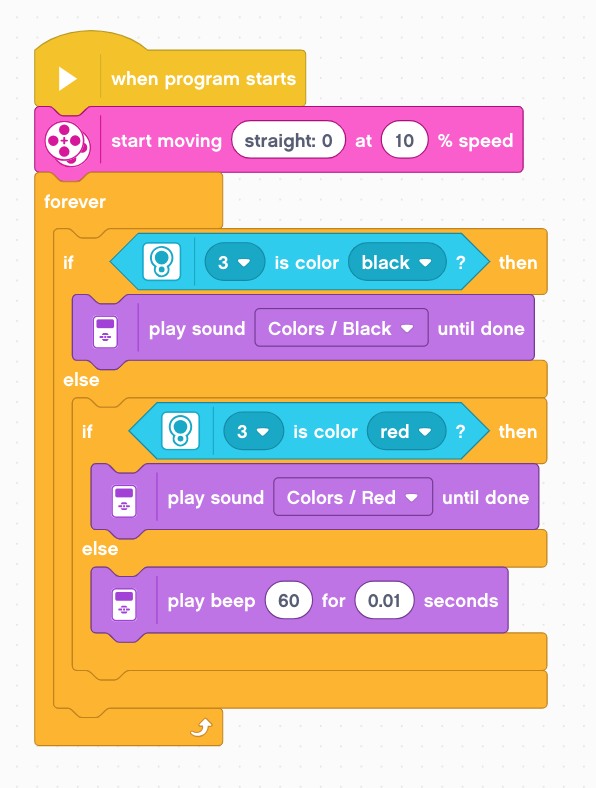 when program starts
start moving straight: 0 at 10 % speed
forever
if 3 is color black ? then
play sound Colors / Black until done
else
if 3 is color red ? then
play sound Colors / Red until done
else
play beep 60 for 0.01 seconds